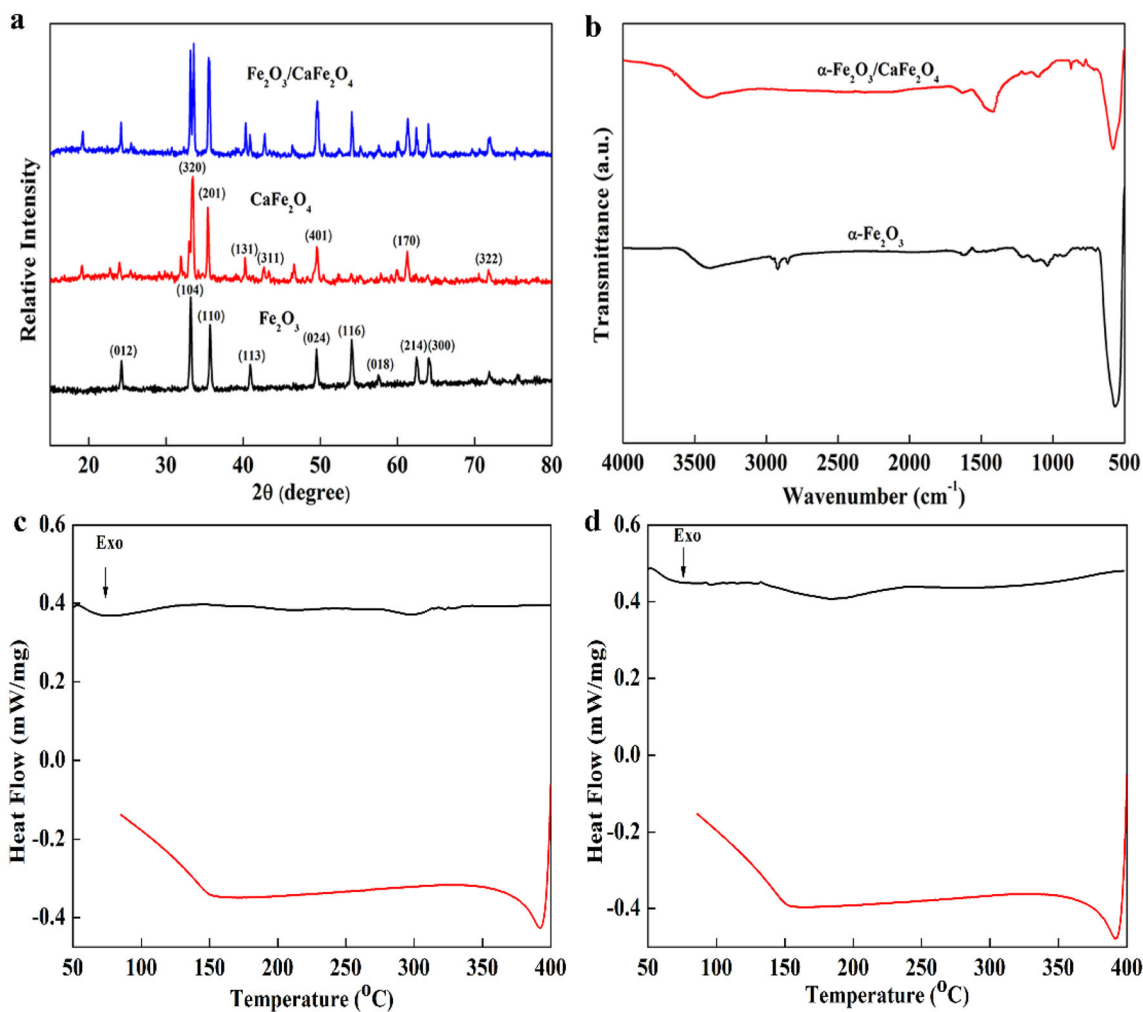 a
Relative Intensity
Fe₂O₃/CaFe₂O₄
(320)
(201)
CaFe₂O₄
(131)
(311)
(401)
(170)
(322)
(104)
(110)
Fe₂O₃
(012)
(113)
(024)
(116)
(018)
(214)
(300)
20 30 40 50 60 70 80
2θ (degree)
b
Transmittance (a.u.)
α-Fe₂O₃/CaFe₂O₄
α-Fe₂O₃
4000 3500 3000 2500 2000 1500 1000 500
Wavenumber (cm⁻¹)
c
Heat Flow (mW/mg)
0.6
0.4
0.2
0.0
-0.2
-0.4
Exo
50 100 150 200 250 300 350 400
Temperature (⁰C)
d
Heat Flow (mW/mg)
0.6
0.4
0.2
0.0
-0.2
-0.4
Exo
50 100 150 200 250 300 350 400
Temperature (⁰C)